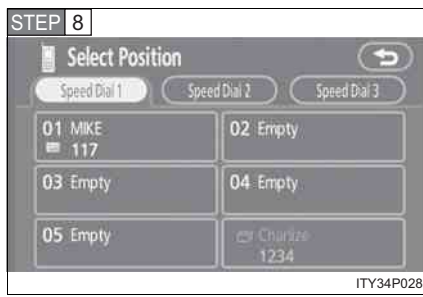 STEP 8
Select Position
Speed Dial 1 Speed Dial 2 Speed Dial 3
01 MIKE 02 Empty
117
03 Empty 04 Empty
05 Empty Charlize
1234
ITY34P028